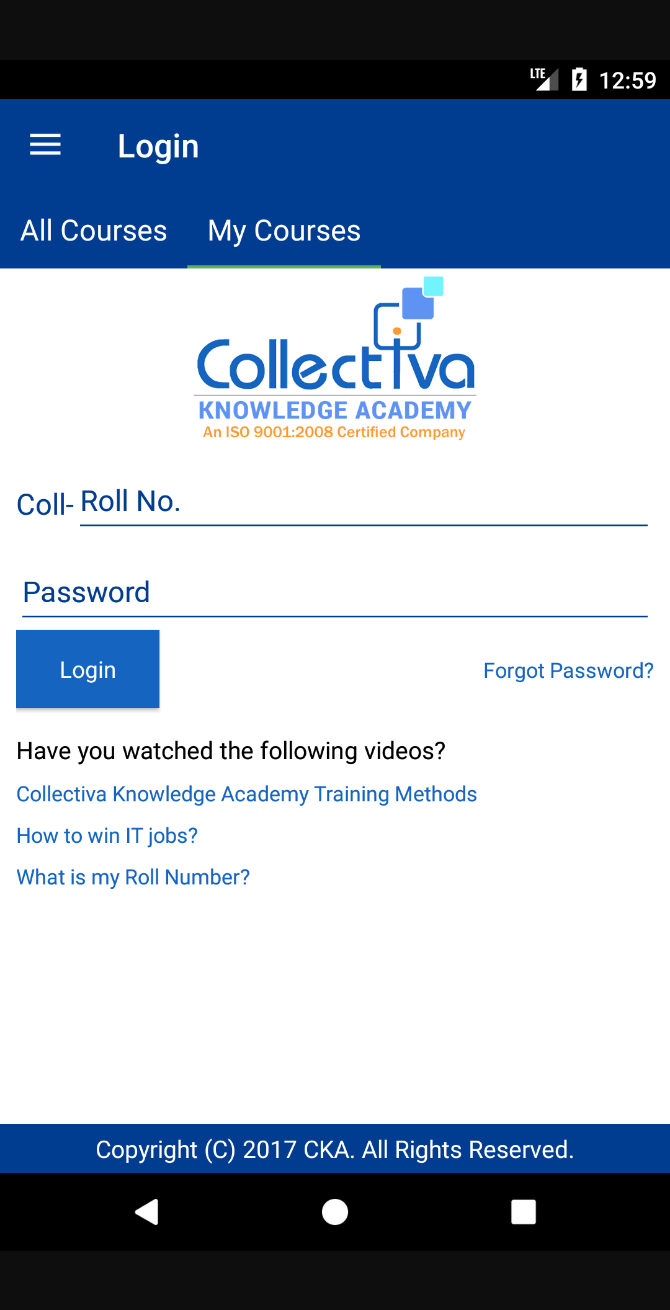 LTE 12:59
Login
All Courses My Courses
Collectiva
KNOWLEDGE ACADEMY
An ISO 9001:2008 Certified Company
Coll- Roll No.
Password
Login Forgot Password?
Have you watched the following videos?
Collectiva Knowledge Academy Training Methods
How to win IT jobs?
What is my Roll Number?
Copyright (C) 2017 CKA. All Rights Reserved.